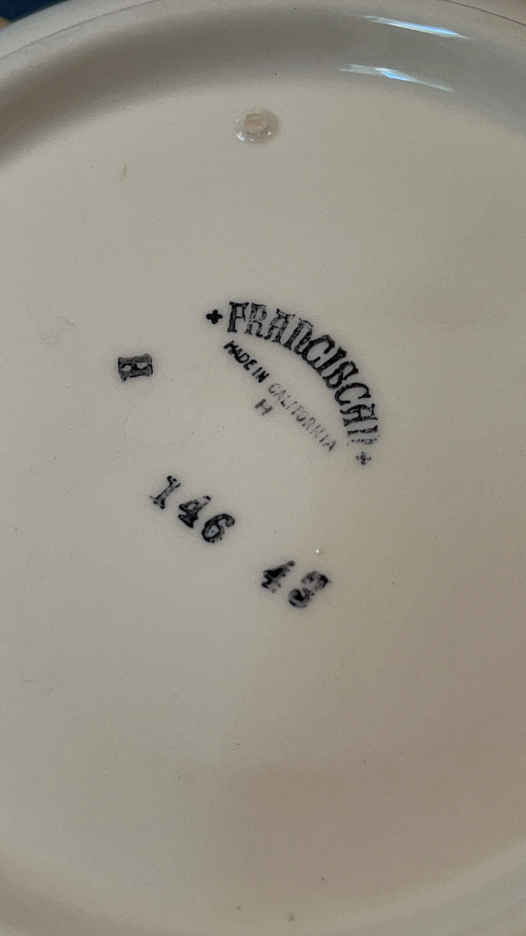 + FRANCISCAN +
MADE IN CALIFORNIA
H
H
146 43